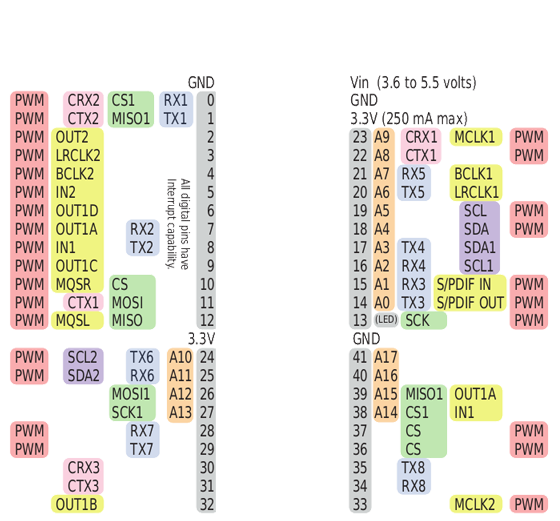 GND
PWM CRX2 CS1 RX1 0
PWM CTX2 MISO1 TX1 1
PWM OUT2 2
PWM LRCLK2 3
PWM BCLK2 4
PWM IN2 5
PWM OUT1D 6
PWM OUT1A RX2 7
PWM IN1 TX2 8
PWM OUT1C 9
PWM MQSR CS 10
PWM CTX1 MOSI 11
PWM MQSL MISO 12
All digital pins have
Interrupt capability.
3.3V
PWM SCL2 TX6 A10 24
PWM SDA2 RX6 A11 25
MOSI1 A12 26
SCK1 A13 27
PWM RX7 28
PWM TX7 29
CRX3 30
CTX3 31
OUT1B 32
Vin (3.6 to 5.5 volts)
GND
3.3V (250 mA max)
23 A9 CRX1 MCLK1 PWM
22 A8 CTX1 PWM
21 A7 RX5 BCLK1
20 A6 TX5 LRCLK1
19 A5 SCL PWM
18 A4 SDA PWM
17 A3 TX4 SDA1
16 A2 RX4 SCL1
15 A1 RX3 S/PDIF IN PWM
14 A0 TX3 S/PDIF OUT PWM
13 (LED) SCK PWM
GND
41 A17
40 A16
39 A15 MISO1 OUT1A
38 A14 CS1 IN1
37 CS PWM
36 CS PWM
35 TX8
34 RX8
33 MCLK2 PWM